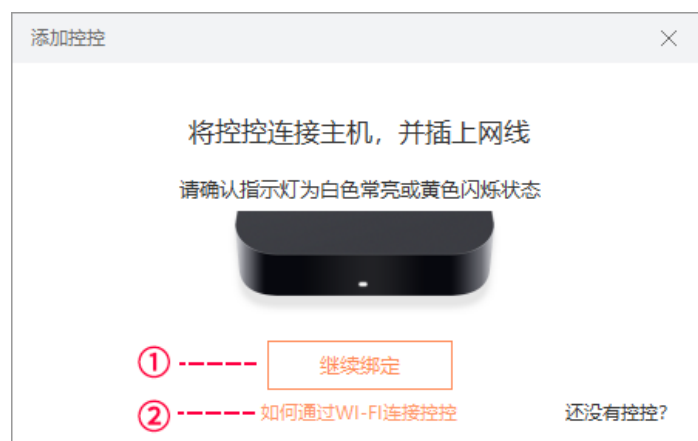 添加控控
将控控连接主机，并插上网线
请确认指示灯为白色常亮或黄色闪烁状态
① 继续绑定
② 如何通过WI-FI连接控控 还没有控控?